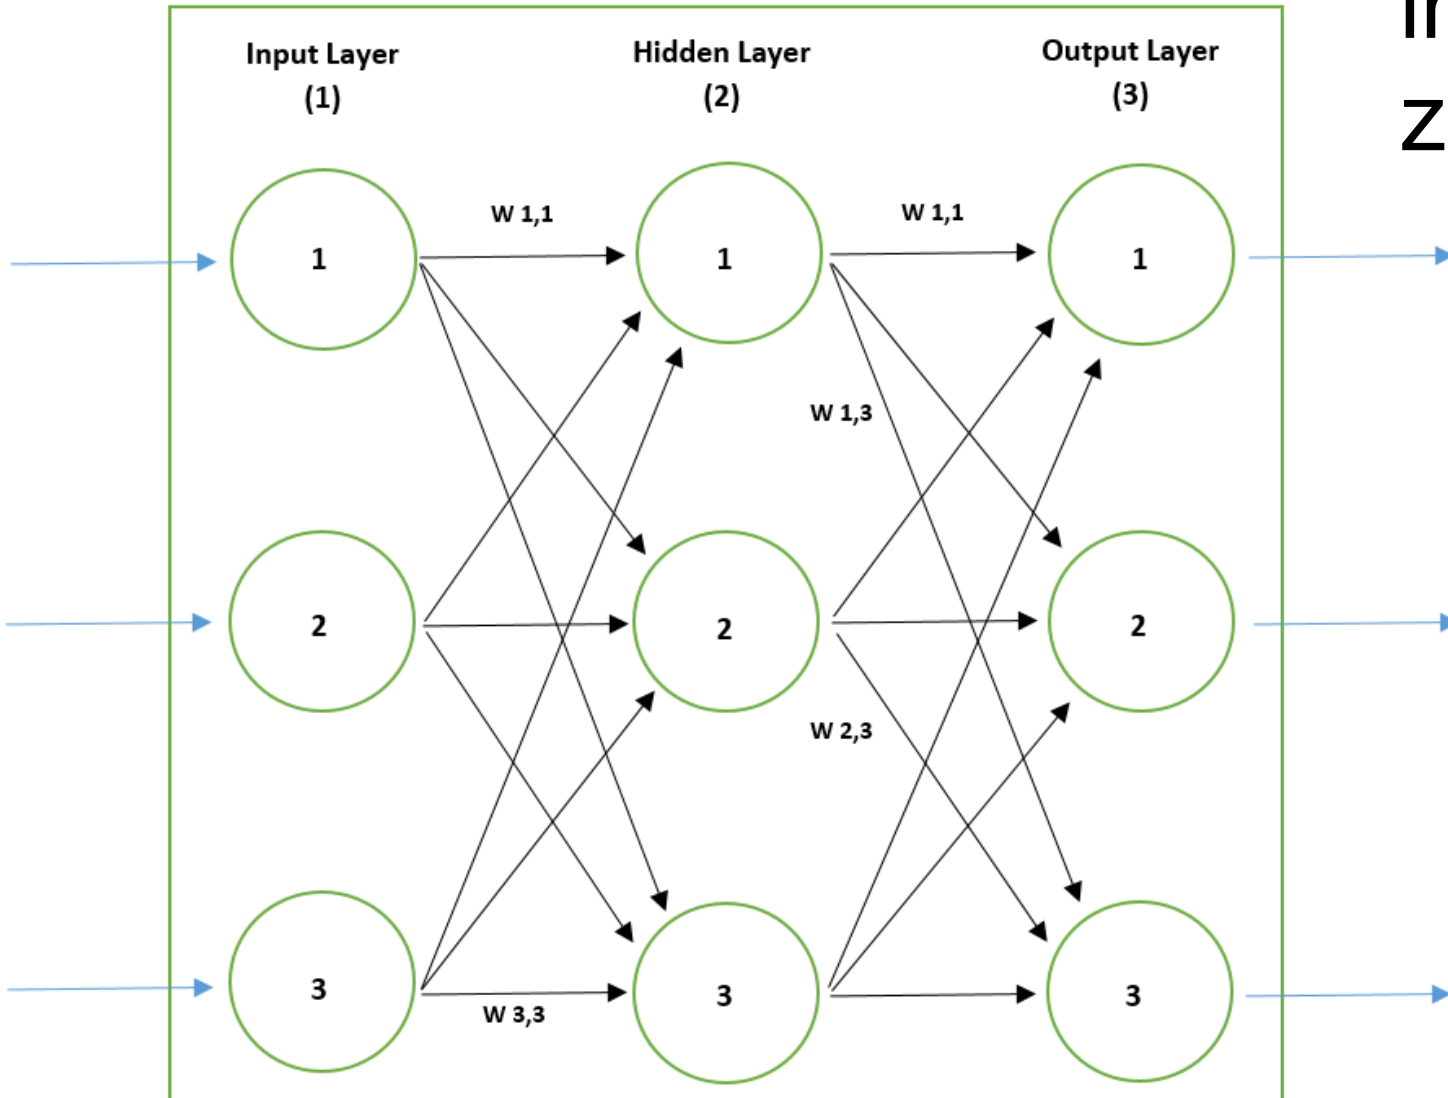 Input Layer
(1)
Hidden Layer
(2)
Output Layer
(3)
W 1,1
W 1,1
1
1
1
W 1,3
2
2
2
W 2,3
3
3
3
W 3,3